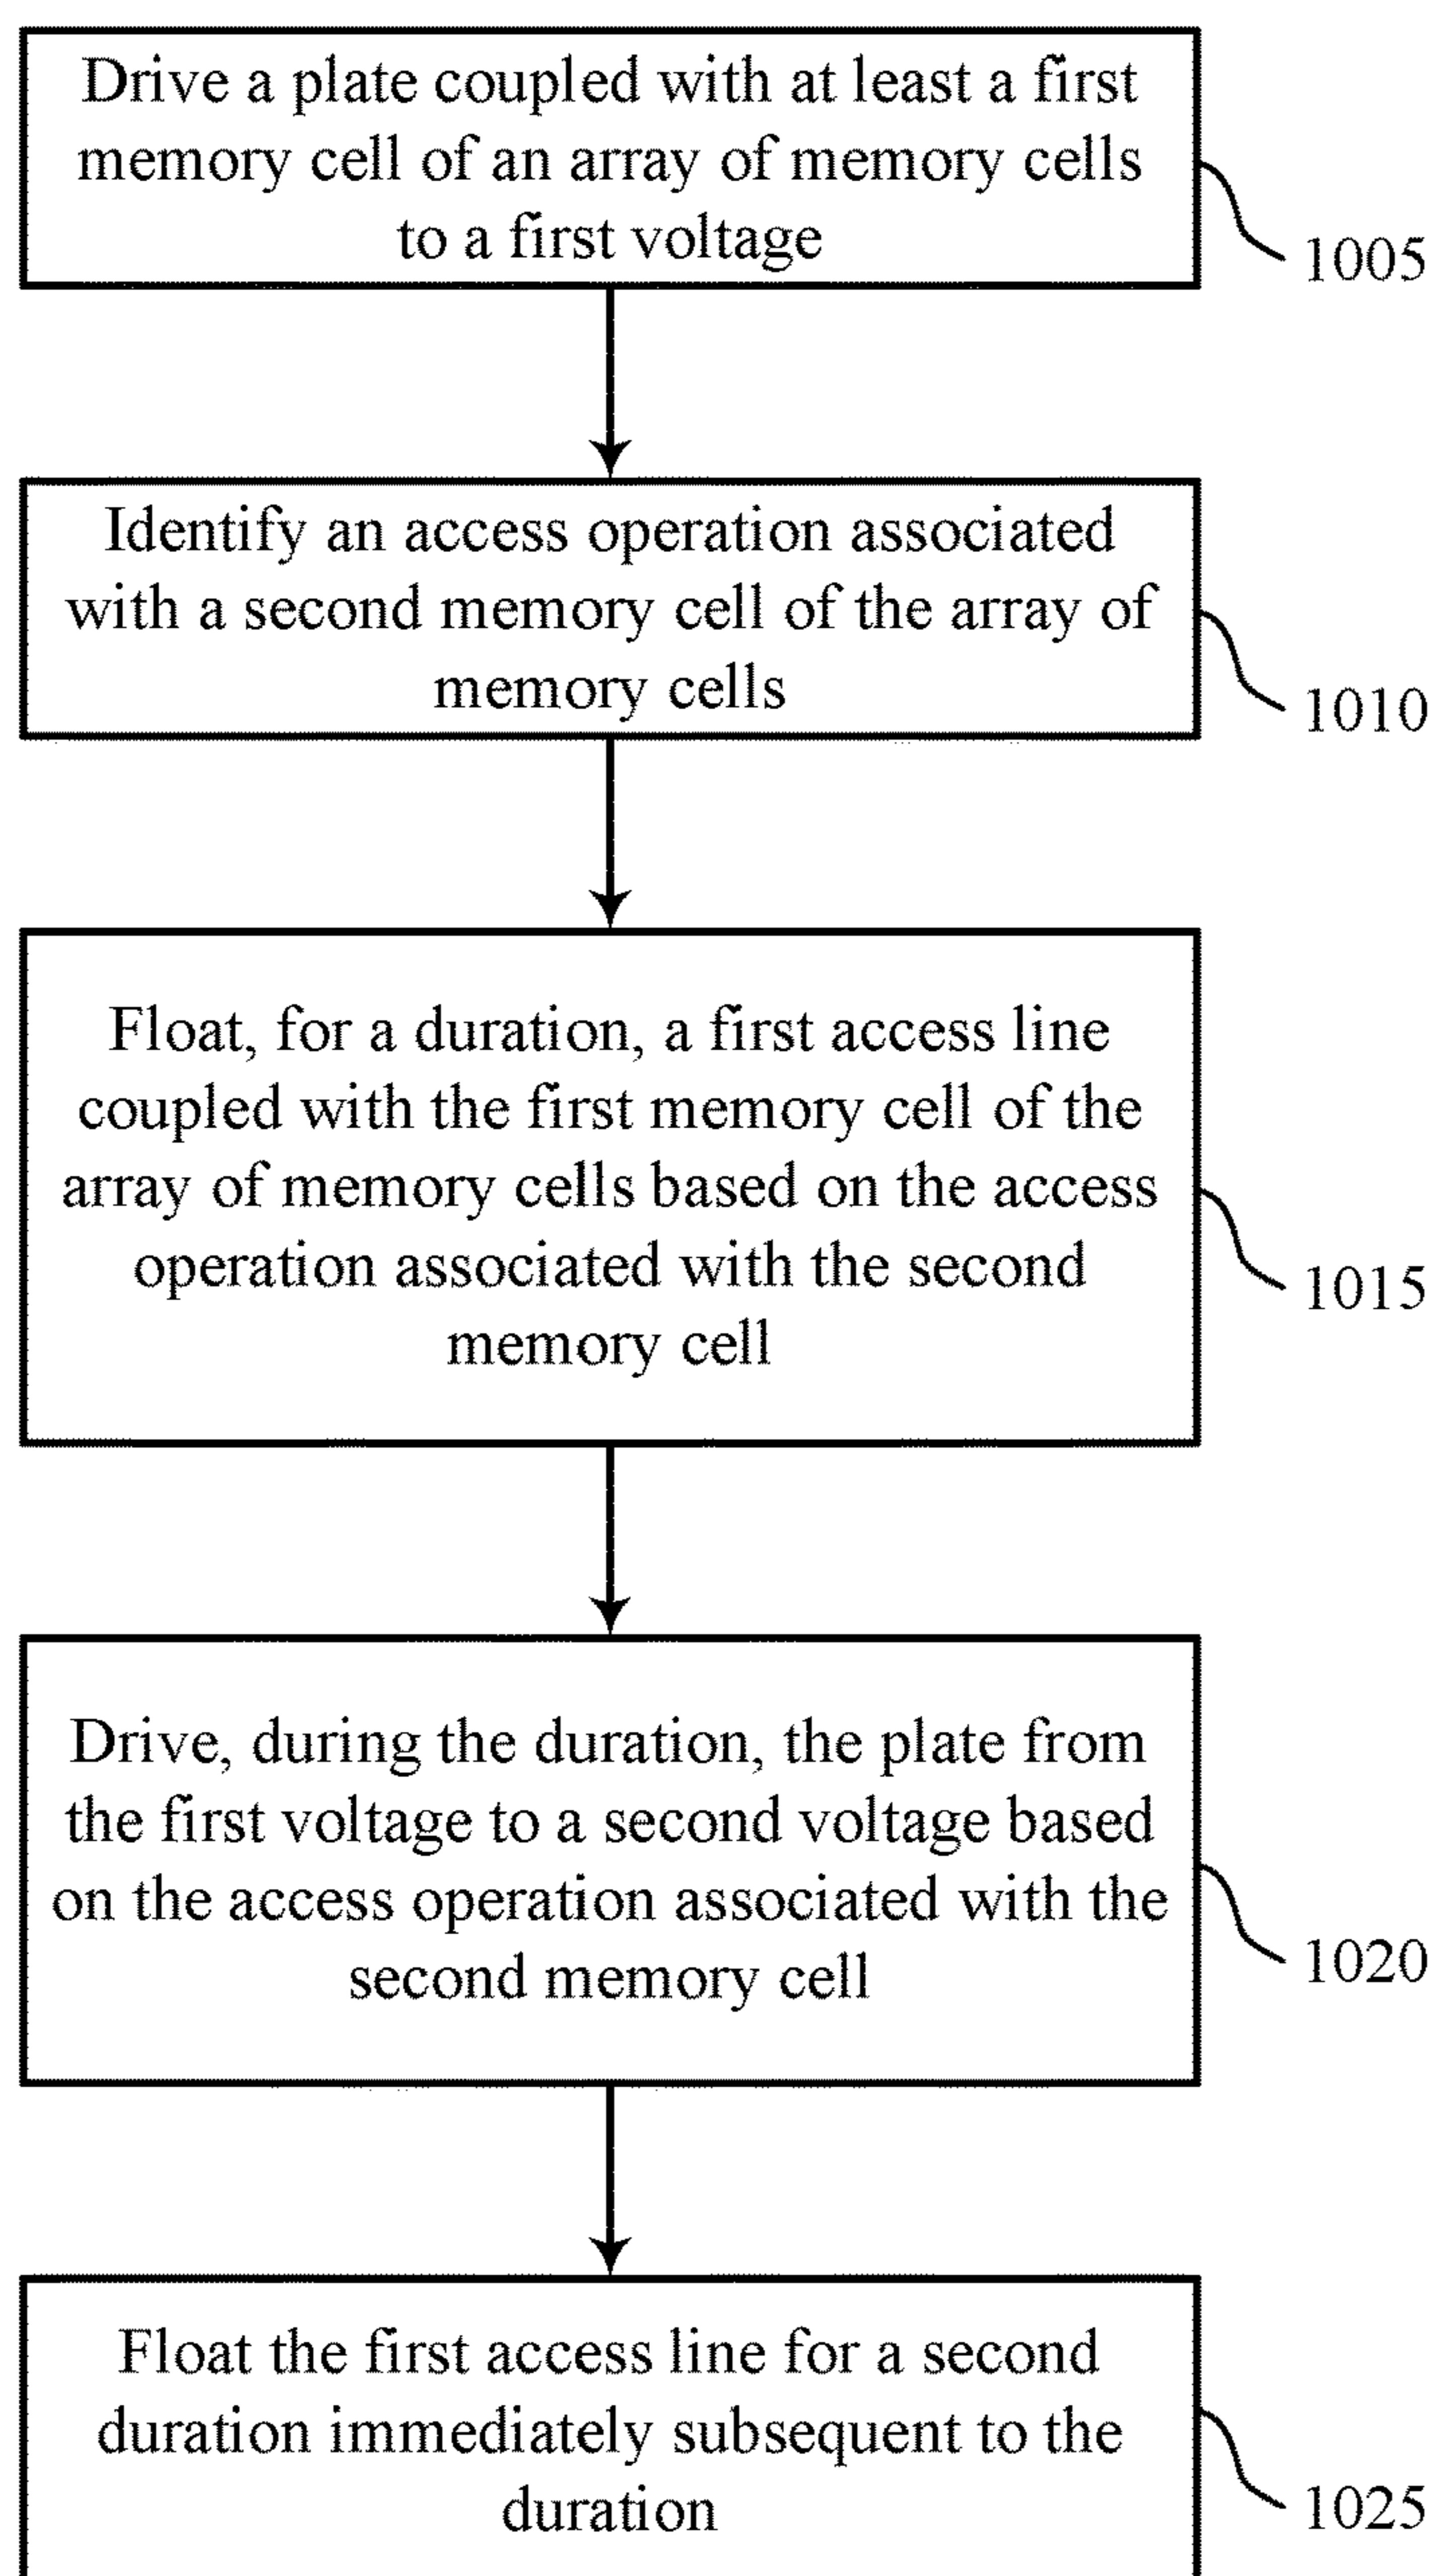 Drive a plate coupled with at least a first
memory cell of an array of memory cells
to a first voltage
1005
Identify an access operation associated
with a second memory cell of the array of
memory cells
1010
Float, for a duration, a first access line
coupled with the first memory cell of the
array of memory cells based on the access
operation associated with the second
memory cell
1015
Drive, during the duration, the plate from
the first voltage to a second voltage based
on the access operation associated with the
second memory cell
1020
Float the first access line for a second
duration immediately subsequent to the
duration
1025